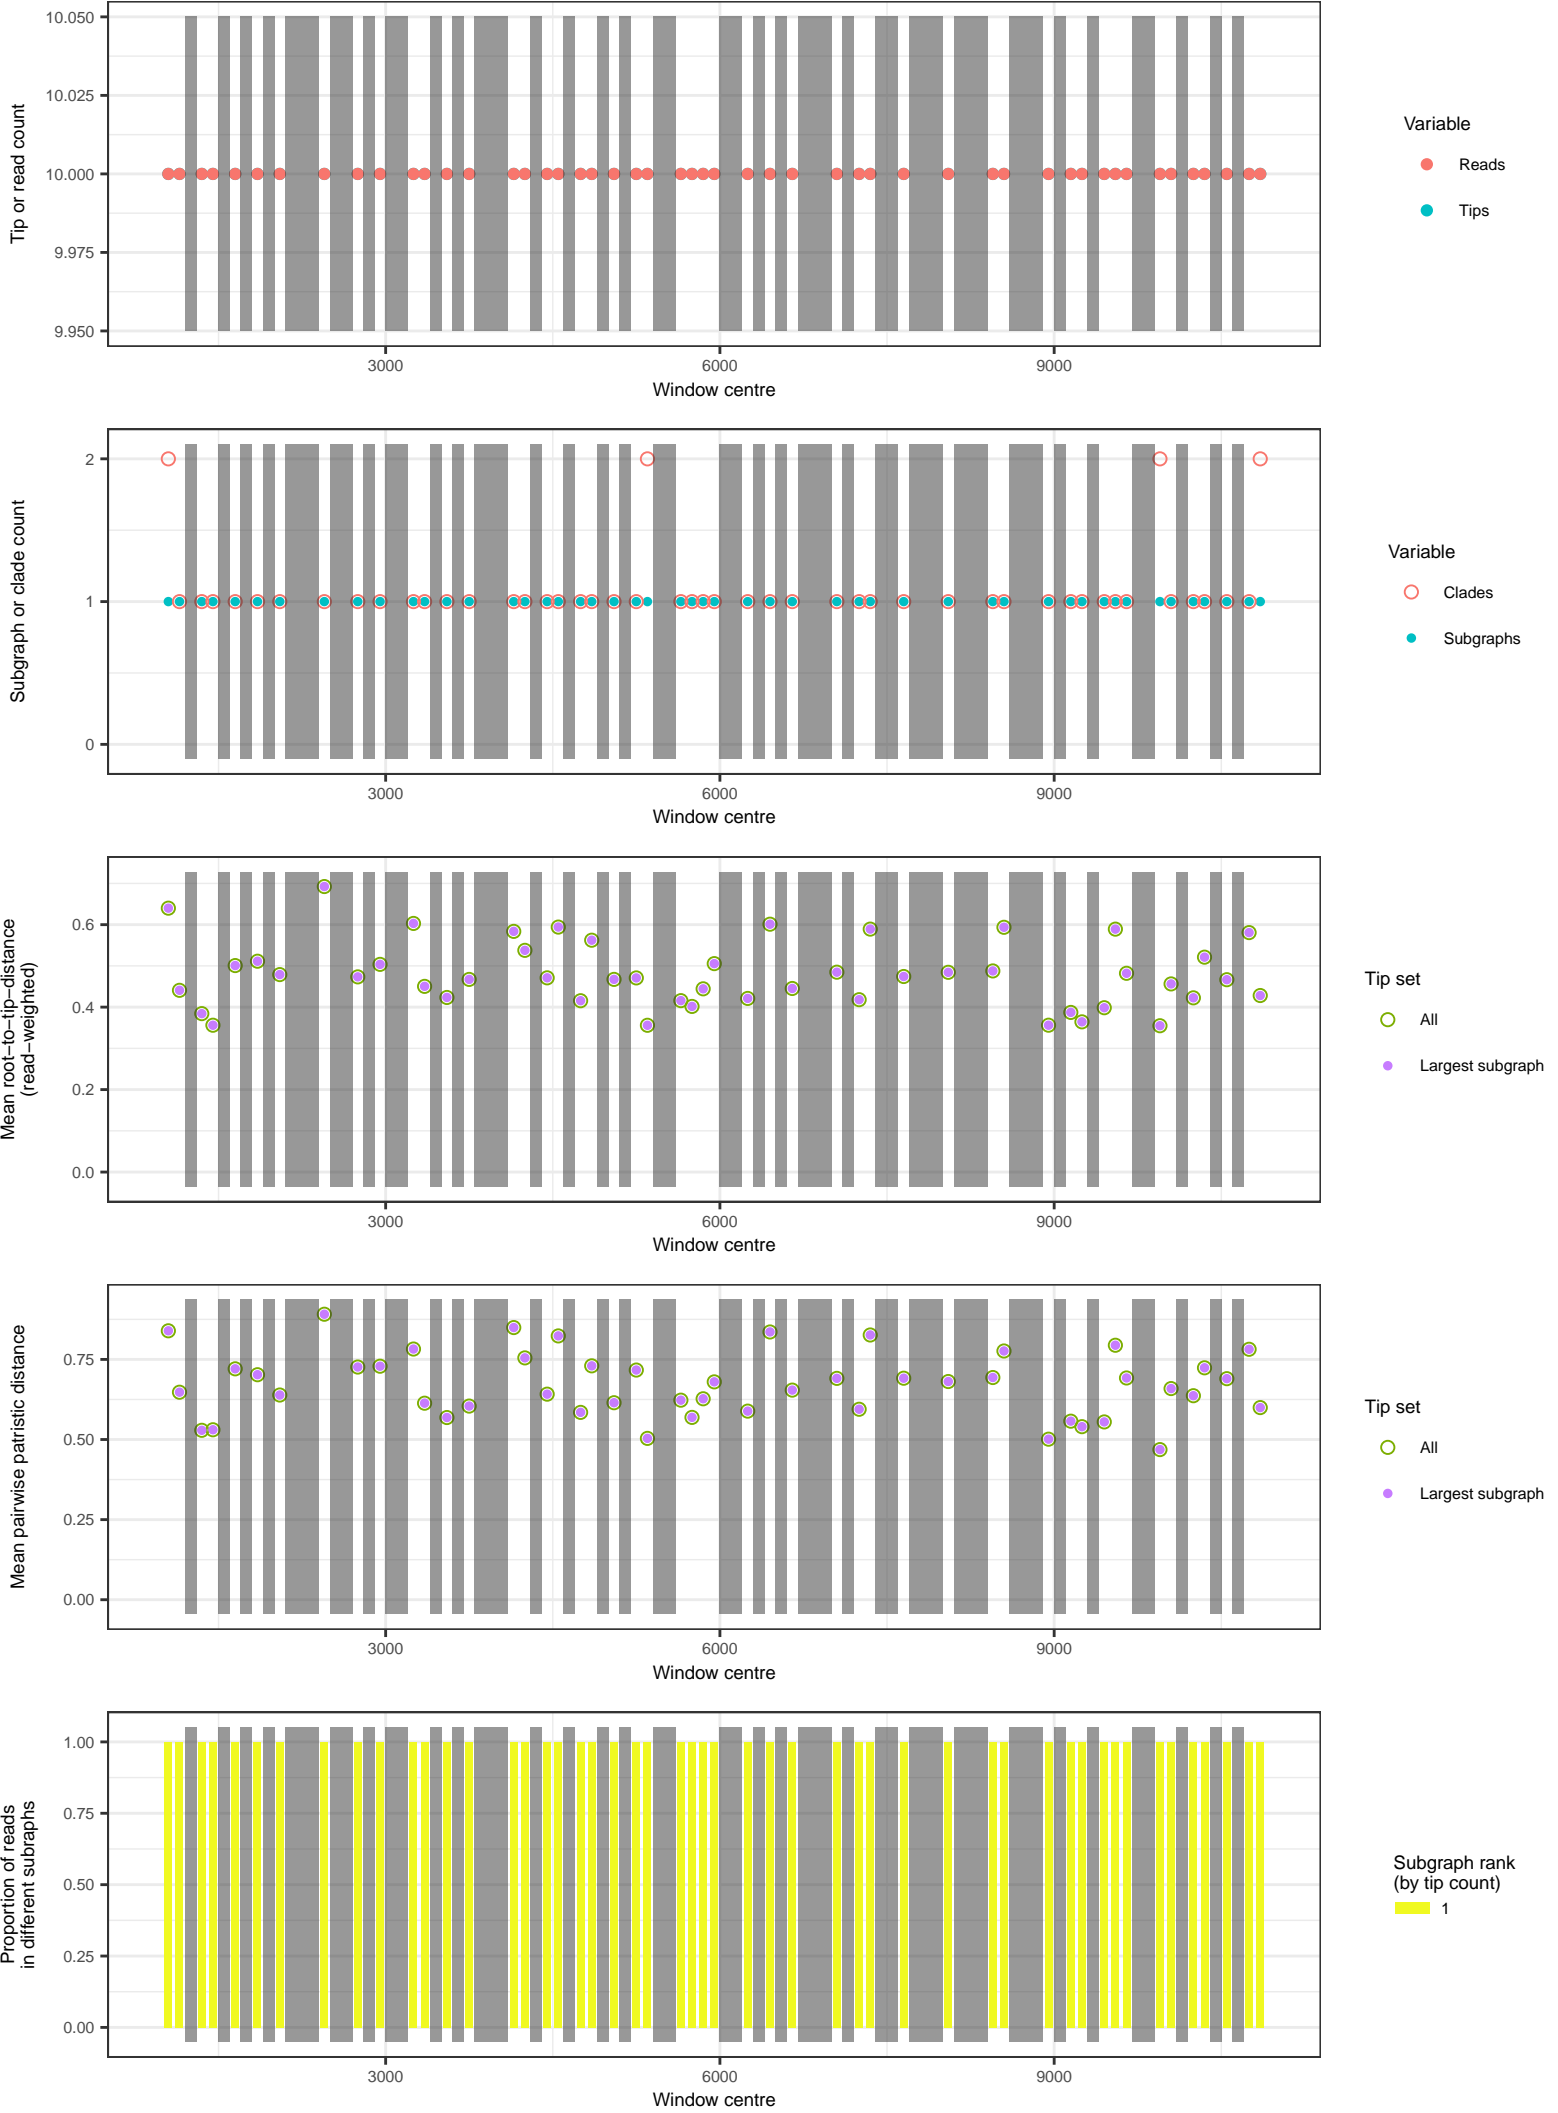 10.050
10.025
10.000
9.975
9.950
Tip or read count
3000
6000
9000
Window centre
Variable
Reads
Tips
2
1
0
Subgraph or clade count
3000
6000
9000
Window centre
Variable
Clades
Subgraphs
0.6
0.4
0.2
0.0
Mean root−to−tip−distance
(read−weighted)
3000
6000
9000
Window centre
Tip set
All
Largest subgraph
0.75
0.50
0.25
0.00
Mean pairwise patristic distance
3000
6000
9000
Window centre
Tip set
All
Largest subgraph
1.00
0.75
0.50
0.25
0.00
Proportion of reads
in different subraphs
3000
6000
9000
Window centre
Subgraph rank
(by tip count)
1